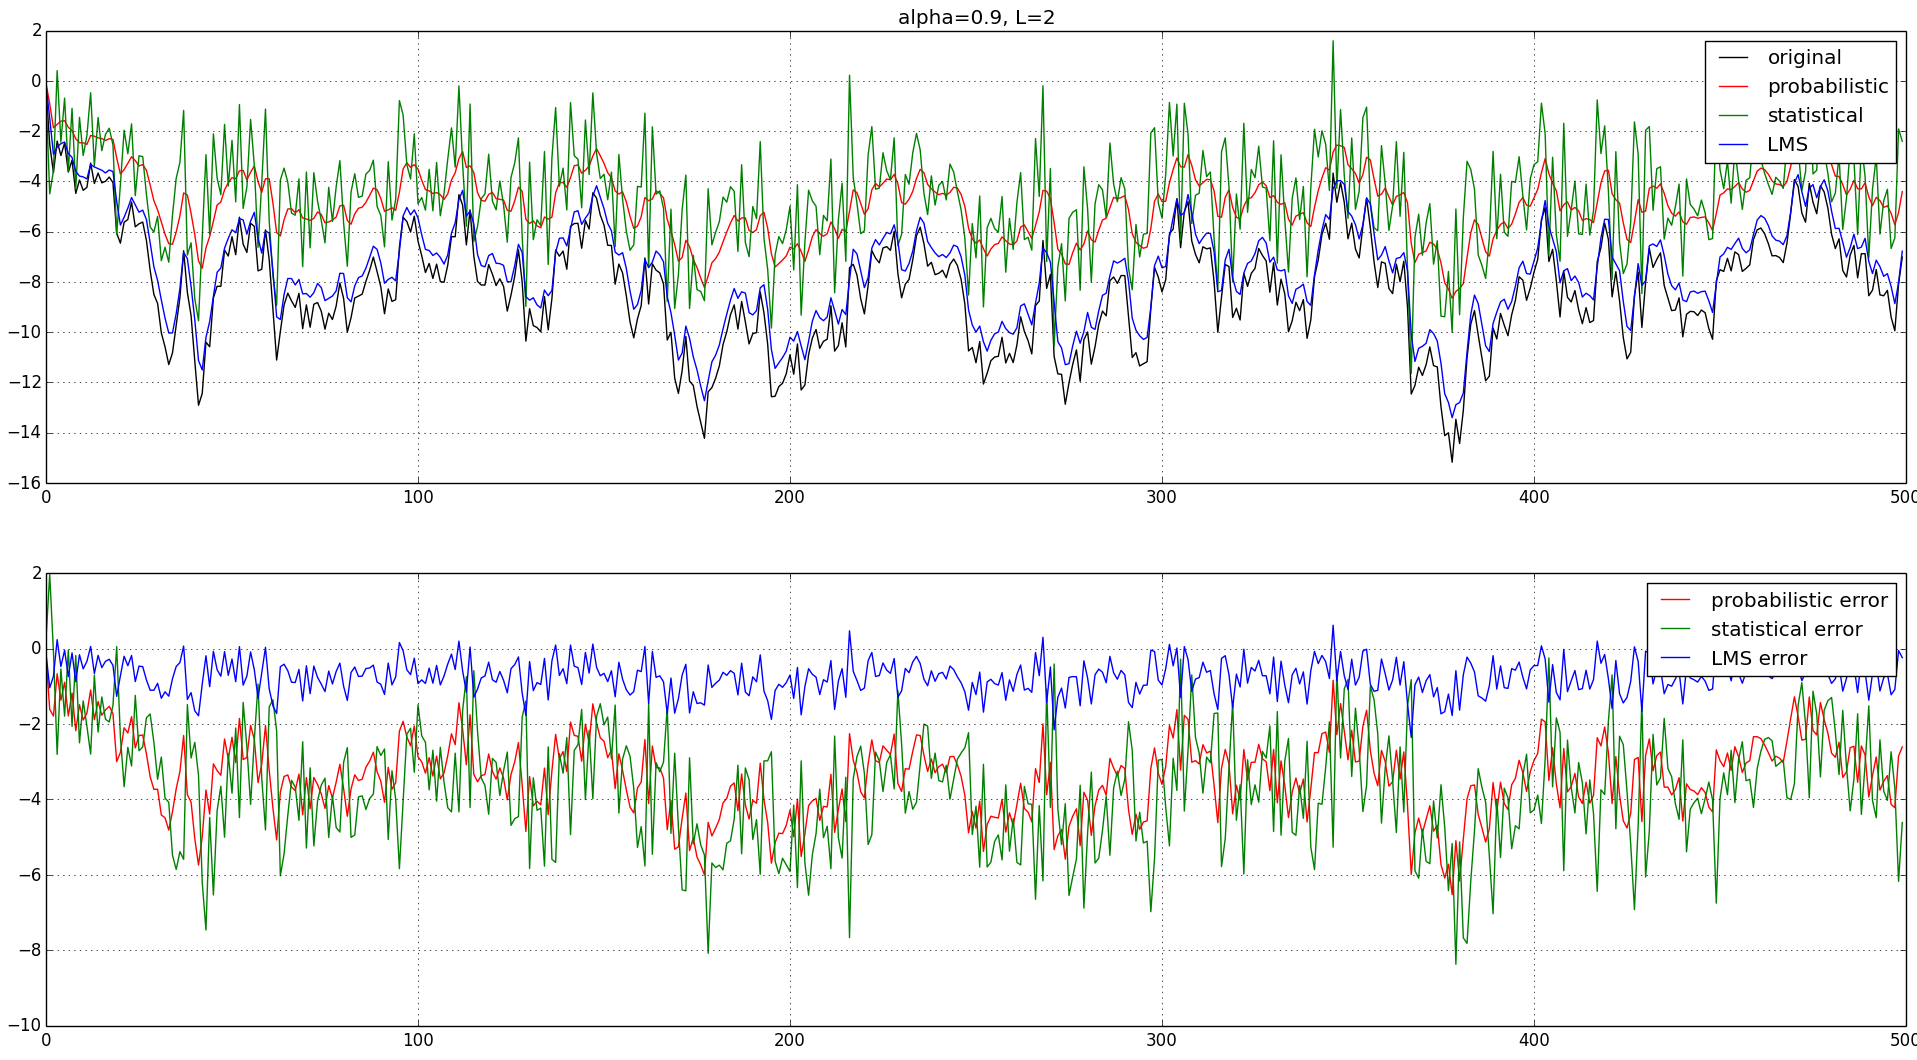 alpha=0.9, L=2
2
0
−2
−4
−6
−8
−10
−12
−14
−16
0 100 200 300 400 500
original
probabilistic
statistical
LMS
2
0
−2
−4
−6
−8
−10
0 100 200 300 400 500
probabilistic error
statistical error
LMS error